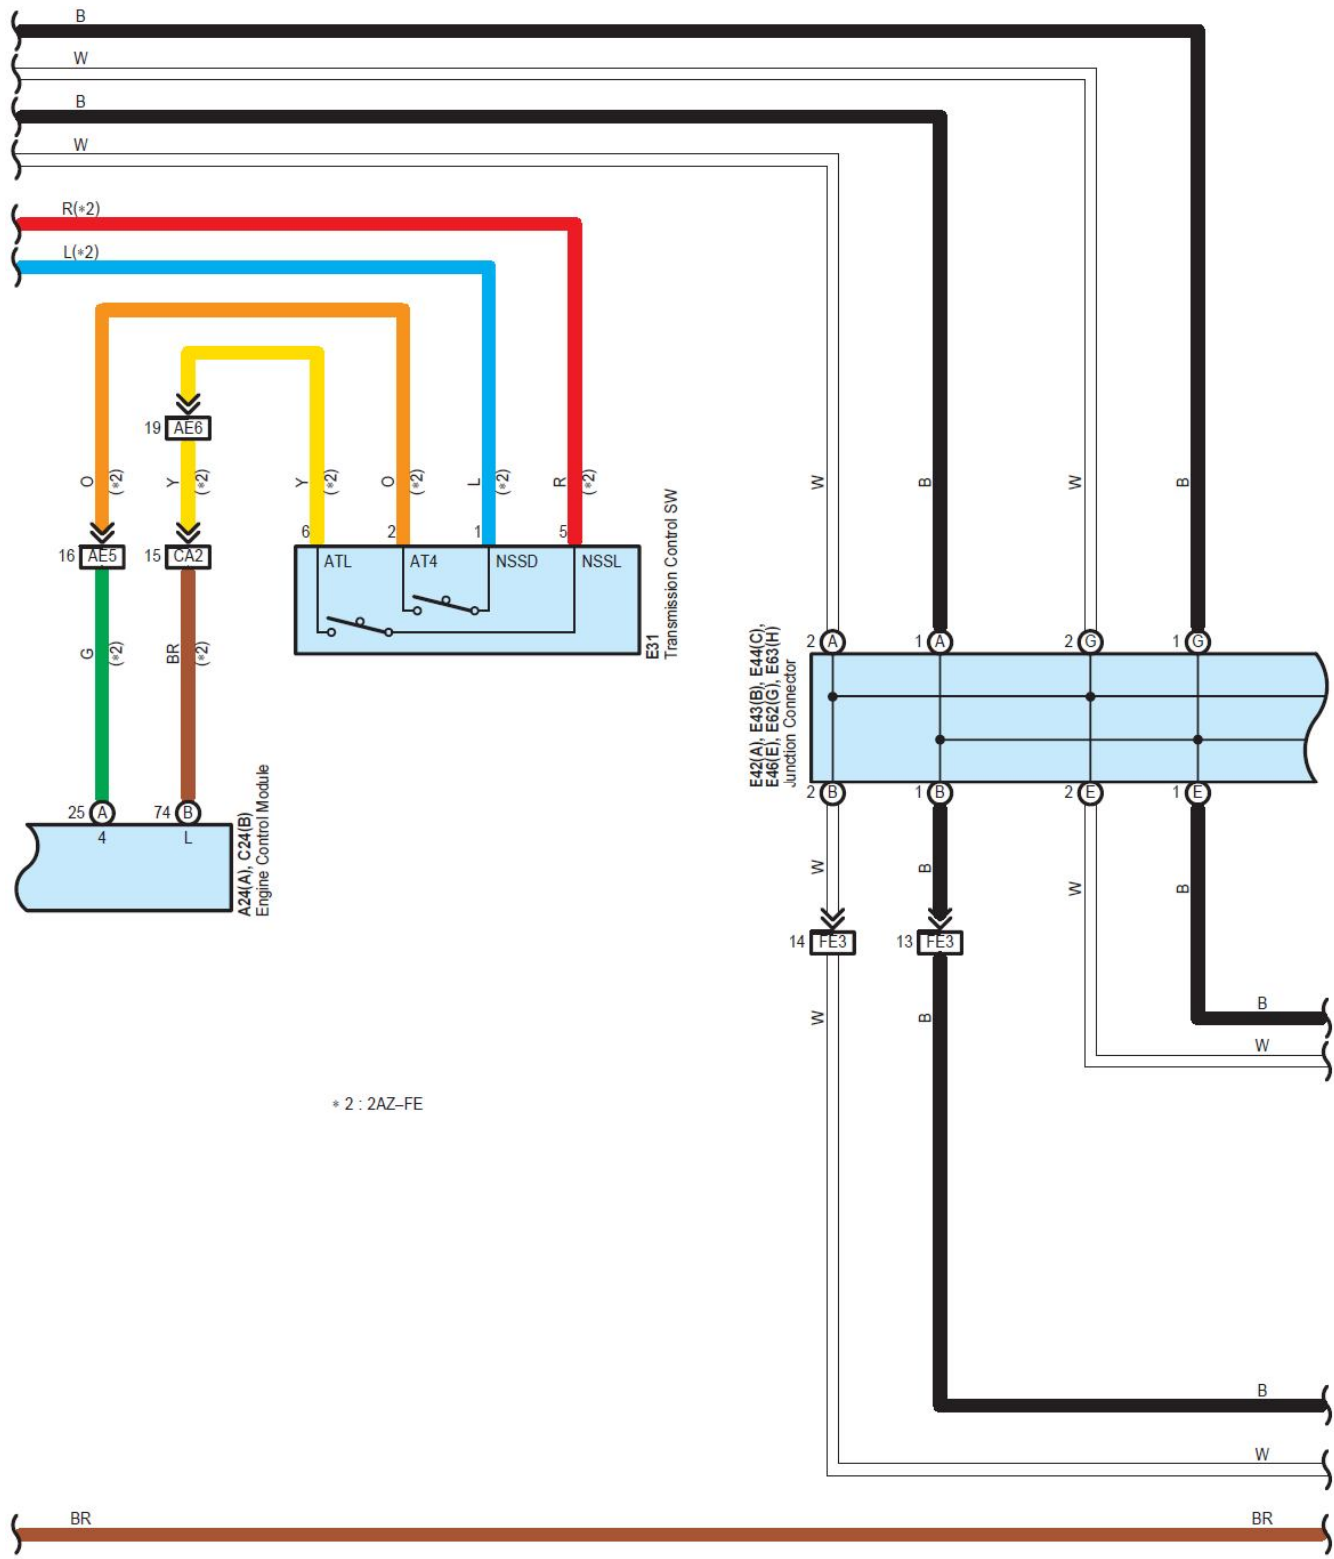 B
W
B
W
R(*2)
L(*2)
19 AE6
O (*2)
Y (*2)
Y (*2)
O (*2)
L (*2)
R (*2)
W
B
W
B
16 AE5
15 CA2
6
2
1
5
ATL
AT4
NSSD
NSSL
E31
Transmission Control SW
G (*2)
BR (*2)
2 A
1 A
2 G
1 G
E42(A), E43(B), E44(C),
E46(E), E62(G), E63(H)
Junction Connector
2 B
1 B
2 E
1 E
25 A
74 B
4
L
A24(A), C24(B)
Engine Control Module
W
B
W
B
14 FE3
13 FE3
W
B
B
W
* 2 : 2AZ–FE
B
W
BR
BR